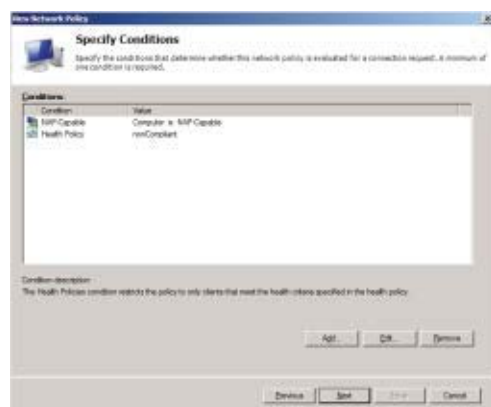 New Network Policy
Specify Conditions
Specify the conditions that determine whether this network policy is evaluated for a connection request. A minimum of
one condition is required.
Conditions:
Condition Value
NAP-Capable Computer is NAP-Capable
Health Policy nonCompliant
Condition description
The Health Policies condition restricts the policy to only clients that meet the health criteria specified in the health policy.
Add... Edit... Remove
Previous Next Cancel